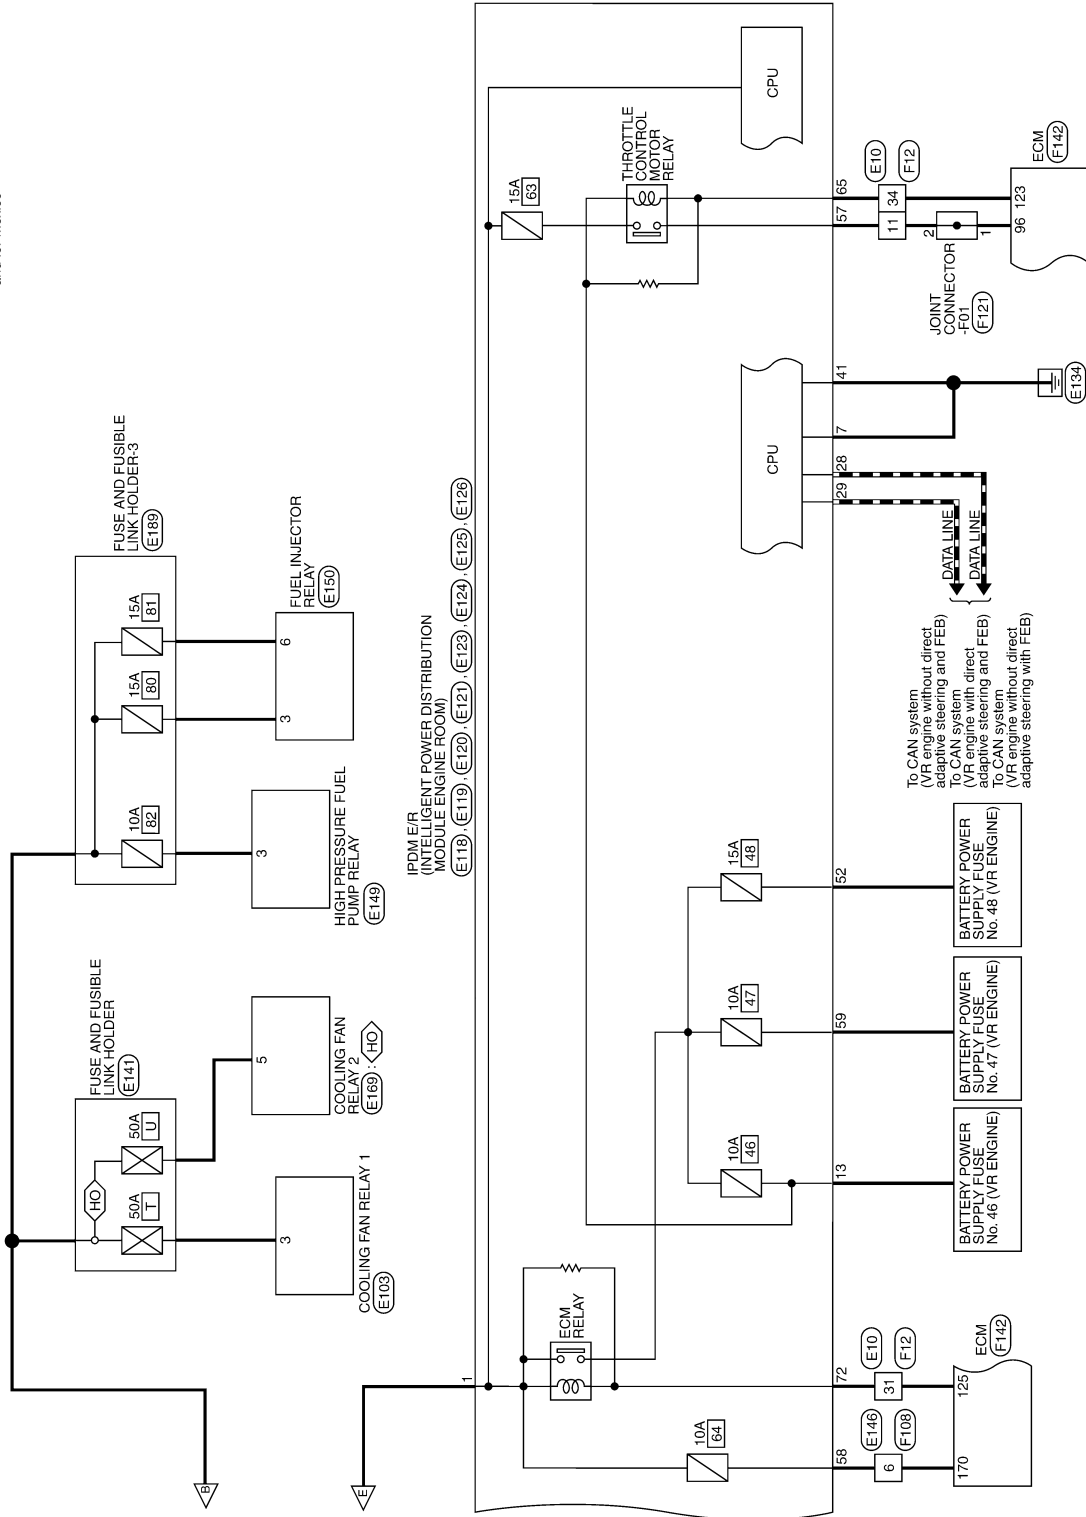 B
FUSE AND FUSIBLE
LINK HOLDER
E141
HO
50A
T
50A
U
3
COOLING FAN RELAY 1
E103
5
COOLING FAN
RELAY 2
E169 : HO
FUSE AND FUSIBLE
LINK HOLDER-3
E189
10A
82
15A
80
15A
81
3
HIGH PRESSURE FUEL
PUMP RELAY
E149
3
6
FUEL INJECTOR
RELAY
E150
E
1
IPDM E/R
(INTELLIGENT POWER DISTRIBUTION
MODULE ENGINE ROOM)
E118 , E119 , E120 , E121 , E123 , E124 , E125 , E126
10A
64
ECM
RELAY
10A
46
10A
47
15A
48
15A
63
THROTTLE
CONTROL
MOTOR
RELAY
CPU
CPU
58
72
13
59
52
29
28
7
41
57
65
E146
6
F108
E10
31
F12
170
125
ECM
F142
BATTERY POWER
SUPPLY FUSE
No. 46 (VR ENGINE)
BATTERY POWER
SUPPLY FUSE
No. 47 (VR ENGINE)
BATTERY POWER
SUPPLY FUSE
No. 48 (VR ENGINE)
To CAN system
(VR engine without direct
adaptive steering and FEB)
To CAN system
(VR engine with direct
adaptive steering and FEB)
To CAN system
(VR engine without direct
adaptive steering with FEB)
DATA LINE
DATA LINE
E134
E10
11
34
F12
2
1
JOINT
CONNECTOR
-F01
F121
96
123
ECM
F142